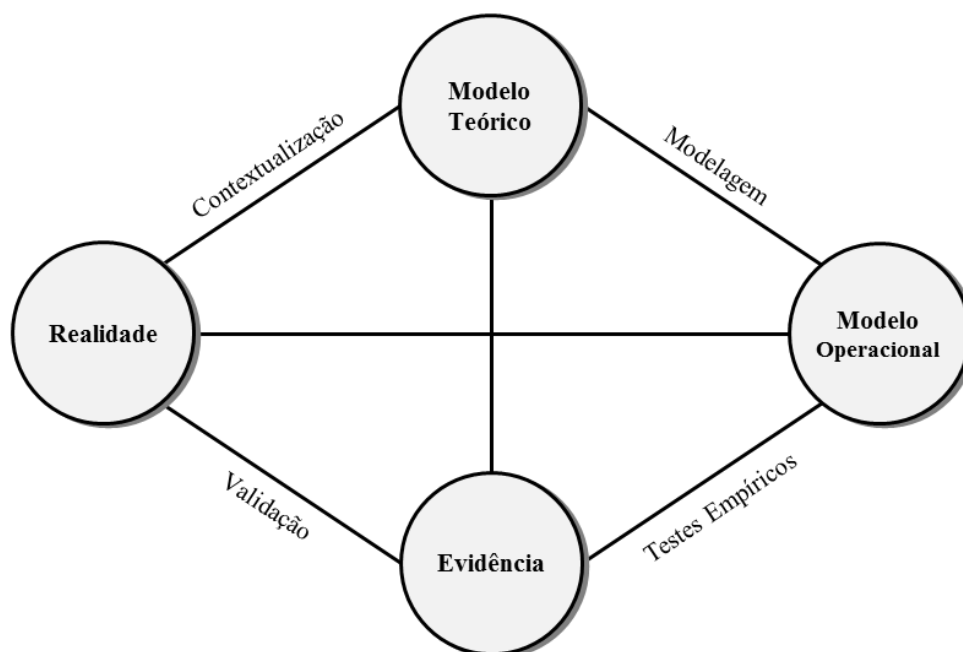 Modelo
Teórico
Contextualização
Modelagem
Realidade
Modelo
Operacional
Validação
Testes Empíricos
Evidência